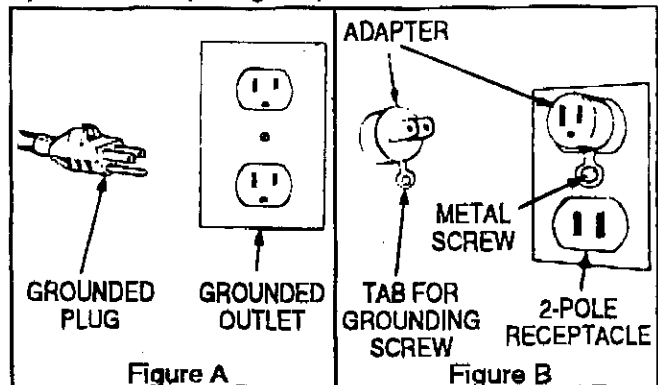 GROUNDED
PLUG
GROUNDED
OUTLET
Figure A
ADAPTER
METAL
SCREW
TAB FOR
GROUNDING
SCREW
2-POLE
RECEPTACLE
Figure B